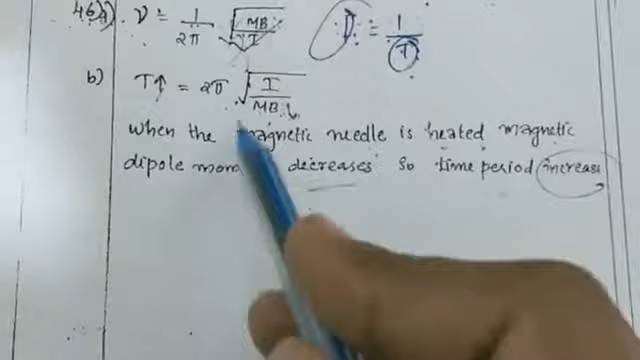 46)a) ν = 1/2π √MB/I ν = 1/T
b) T↑ = 2π √I/MB↓
when the magnetic needle is heated magnetic
dipole mom decreases so time period increase